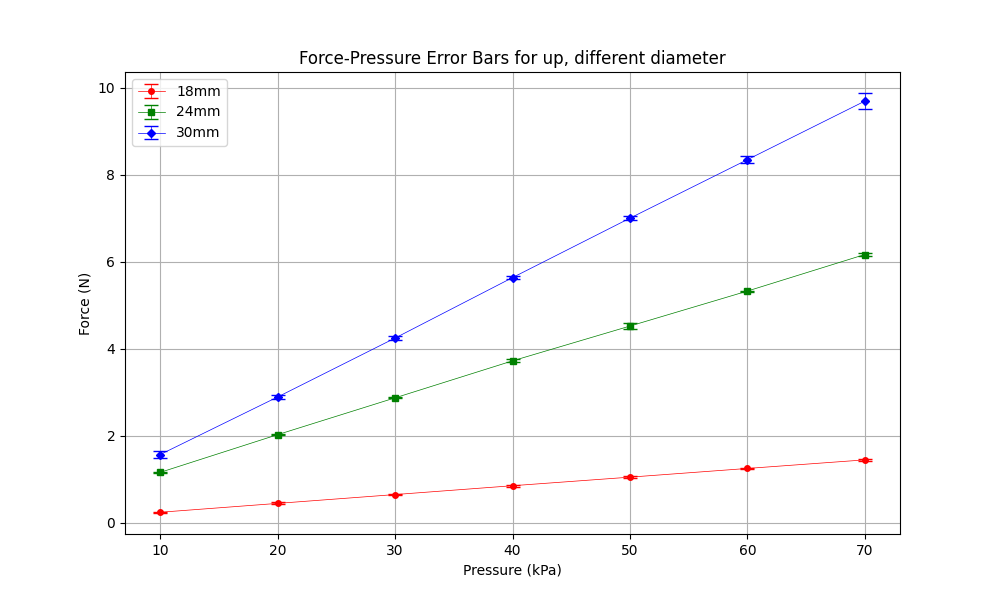 Force-Pressure Error Bars for up, different diameter
18mm
24mm
30mm
Force (N)
10
8
6
4
2
0
10 20 30 40 50 60 70
Pressure (kPa)